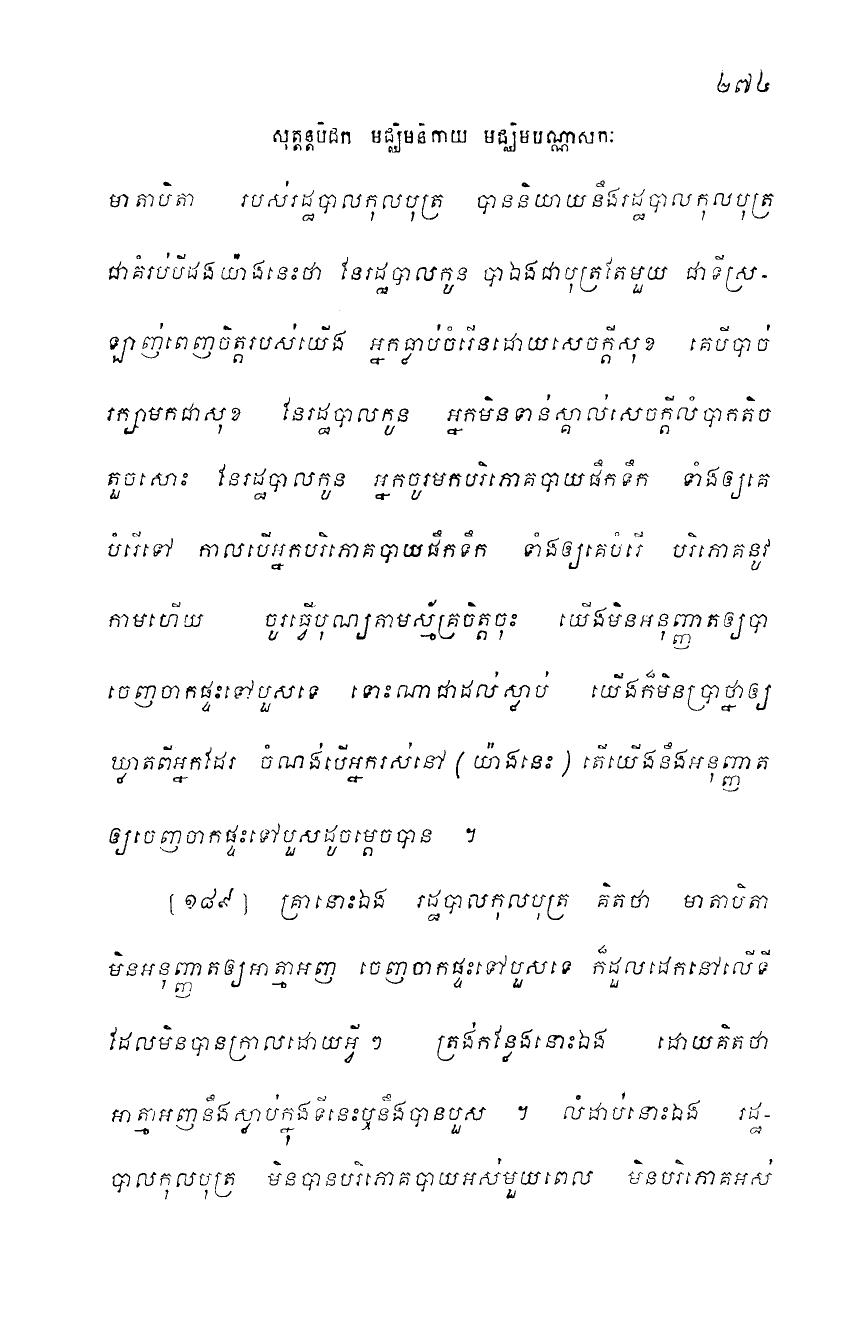 ២៧៤
សុត្តន្តបិដក មជ្ឈិមនិកាយ មជ្ឈិមបណ្ណាសកៈ
មាតាបិតា របស់រដ្ឋបាលកុលបុត្រ បាននិយាយនឹងរដ្ឋបាលកុលបុត្រ
ជាគំរប់បីដងយ៉ាងនេះថា នែរដ្ឋបាលកូន បាឯងជាបុត្រតែមួយ ជាទីស្រ-
ឡាញ់ពេញចិត្តរបស់យើង អ្នកធ្លាប់ចំរើនដោយសេចក្តីសុខ គេបីបាច់
រក្សាមកជាសុខ នែរដ្ឋបាលកូន អ្នកមិនទាន់ស្គាល់សេចក្តីលំបាកតិច
តួចសោះ នែរដ្ឋបាលកូន អ្នកចូរមកបរិភោគបាយផឹកទឹក ទាំងឲ្យគេ
បំរើទៅ កាលបើអ្នកបរិភោគបាយផឹកទឹក ទាំងឲ្យគេបំរើ បរិភោគនូវ
កាមហើយ ចូរធ្វើបុណ្យតាមស្ម័គ្រចិត្តចុះ យើងមិនអនុញ្ញាតឲ្យបា
ចេញចាកផ្ទះទៅបួសទេ ទោះណាជាដល់ស្លាប់ យើងក៏មិនប្រាថ្នាឲ្យ
ឃ្លាតពីអ្នកដែរ ចំណង់បើអ្នករស់នៅ ( យ៉ាងនេះ ) តើយើងនឹងអនុញ្ញាត
ឲ្យចេញចាកផ្ទះទៅបួសដូចម្តេចបាន ។
[ ១៨៩ ] គ្រានោះឯង រដ្ឋបាលកុលបុត្រ គិតថា មាតាបិតា
មិនអនុញ្ញាតឲ្យអាត្មាអញ ចេញចាកផ្ទះទៅបួសទេ ក៏ដួលដេកនៅលើទី
ដែលមិនបានក្រាលដោយអ្វី ៗ ត្រង់កន្លែងនោះឯង ដោយគិតថា
អាត្មាអញនឹងស្លាប់ក្នុងទីនេះឬនឹងបានបួស ។ លំដាប់នោះឯង រដ្ឋ-
បាលកុលបុត្រ មិនបានបរិភោគបាយអស់មួយពេល មិនបរិភោគអស់